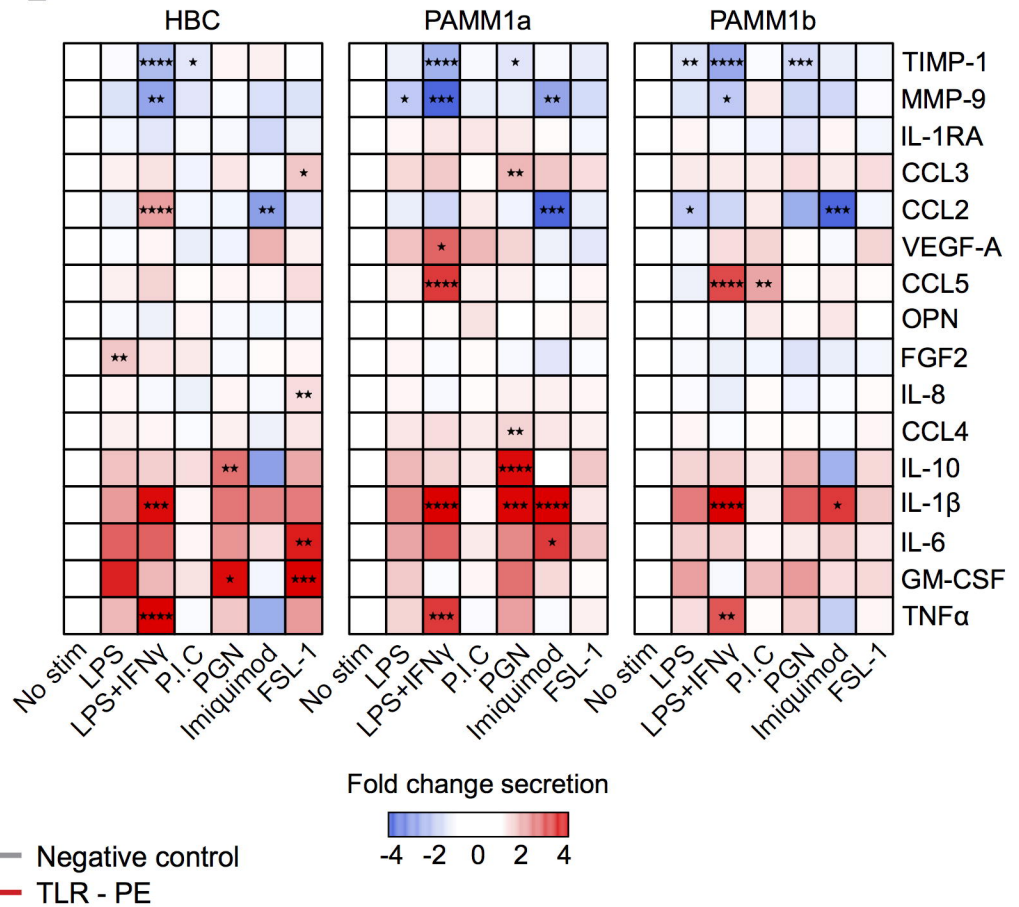 HBC PAMM1a PAMM1b
**** * **** * ** **** *** TIMP-1
** * *** ** * MMP-9
IL-1RA
* ** CCL3
**** ** *** * *** CCL2
* VEGF-A
**** **** ** CCL5
OPN
** FGF2
** IL-8
** CCL4
** **** IL-10
*** **** *** **** **** * IL-1β
** * IL-6
* *** GM-CSF
**** *** ** TNFα
No stim LPS LPS+IFNγ P.I.C PGN Imiquimod FSL-1 No stim LPS LPS+IFNγ P.I.C PGN Imiquimod FSL-1 No stim LPS LPS+IFNγ P.I.C PGN Imiquimod FSL-1
Fold change secretion
-4 -2 0 2 4
Negative control
TLR - PE